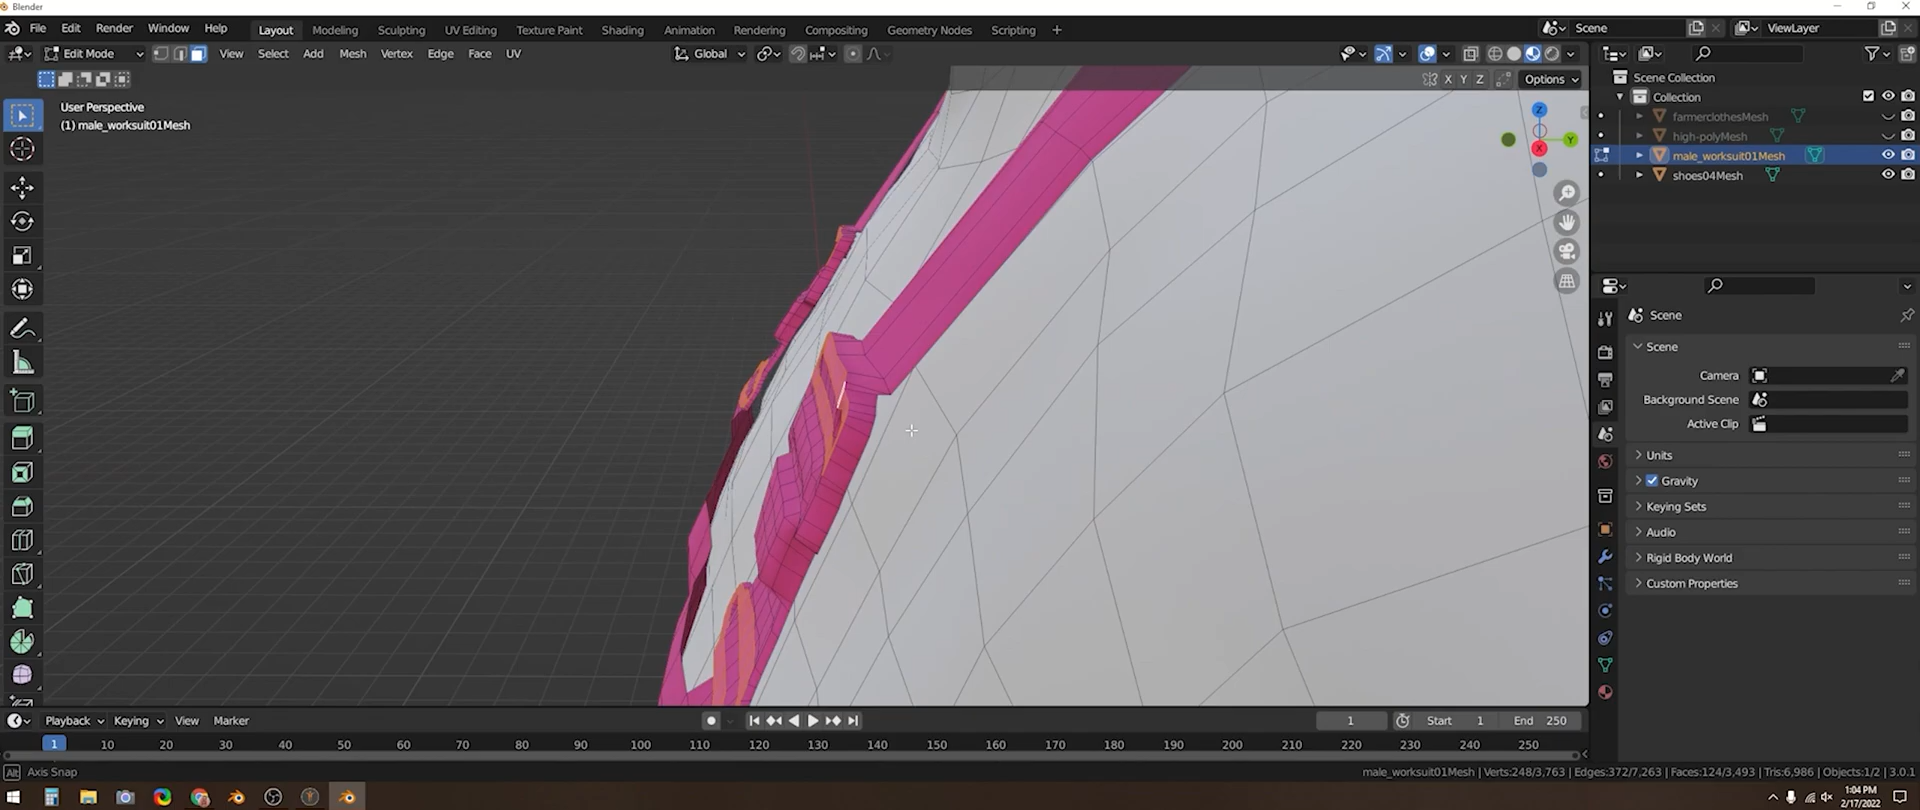 Blender
File Edit Render Window Help Layout Modeling Sculpting UV Editing Texture Paint Shading Animation Rendering Compositing Geometry Nodes Scripting + Scene ViewLayer
Edit Mode View Select Add Mesh Vertex Edge Face UV Global
X Y Z Options
User Perspective
(1) male_worksuit01Mesh
Z
Y
X
Scene Collection
Collection
farmerclothesMesh
high-polyMesh
male_worksuit01Mesh
shoes04Mesh
Scene
Scene
Camera
Background Scene
Active Clip
Units
Gravity
Keying Sets
Audio
Rigid Body World
Custom Properties
Playback Keying View Marker 1 Start 1 End 250
1 10 20 30 40 50 60 70 80 90 100 110 120 130 140 150 160 170 180 190 200 210 220 230 240 250
Alt Axis Snap male_worksuit01Mesh | Verts:248/3,763 | Edges:372/7,263 | Faces:124/3,493 | Tris:6,986 | Objects:1/2 | 3.0.1
1:04 PM
2/17/2022